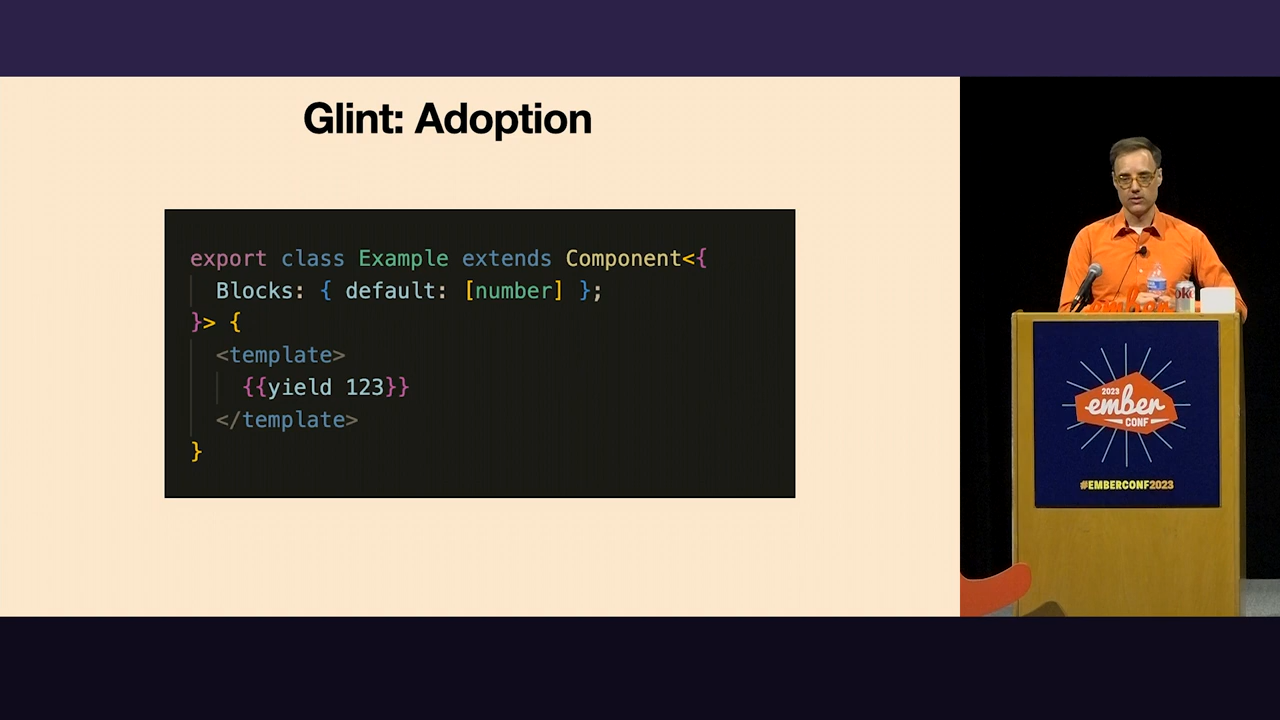 Glint: Adoption
export class Example extends Component<{
Blocks: { default: [number] };
}> {
<template>
{{yield 123}}
</template>
}
2023
ember
CONF
#EMBERCONF2023